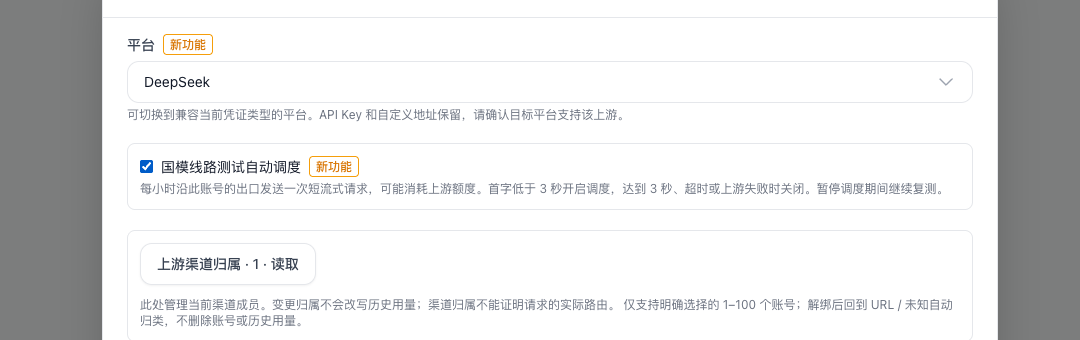 平台 新功能
DeepSeek
可切换到兼容当前凭证类型的平台。API Key 和自定义地址保留，请确认目标平台支持该上游。
国模线路测试自动调度 新功能
每小时沿此账号的出口发送一次短流式请求，可能消耗上游额度。首字低于 3 秒开启调度，达到 3 秒、超时或上游失败时关闭。暂停调度期间继续复测。
上游渠道归属 · 1 · 读取
此处管理当前渠道成员。变更归属不会改写历史用量；渠道归属不能证明请求的实际路由。 仅支持明确选择的 1–100 个账号；解绑后回到 URL / 未知自动
归类，不删除账号或历史用量。